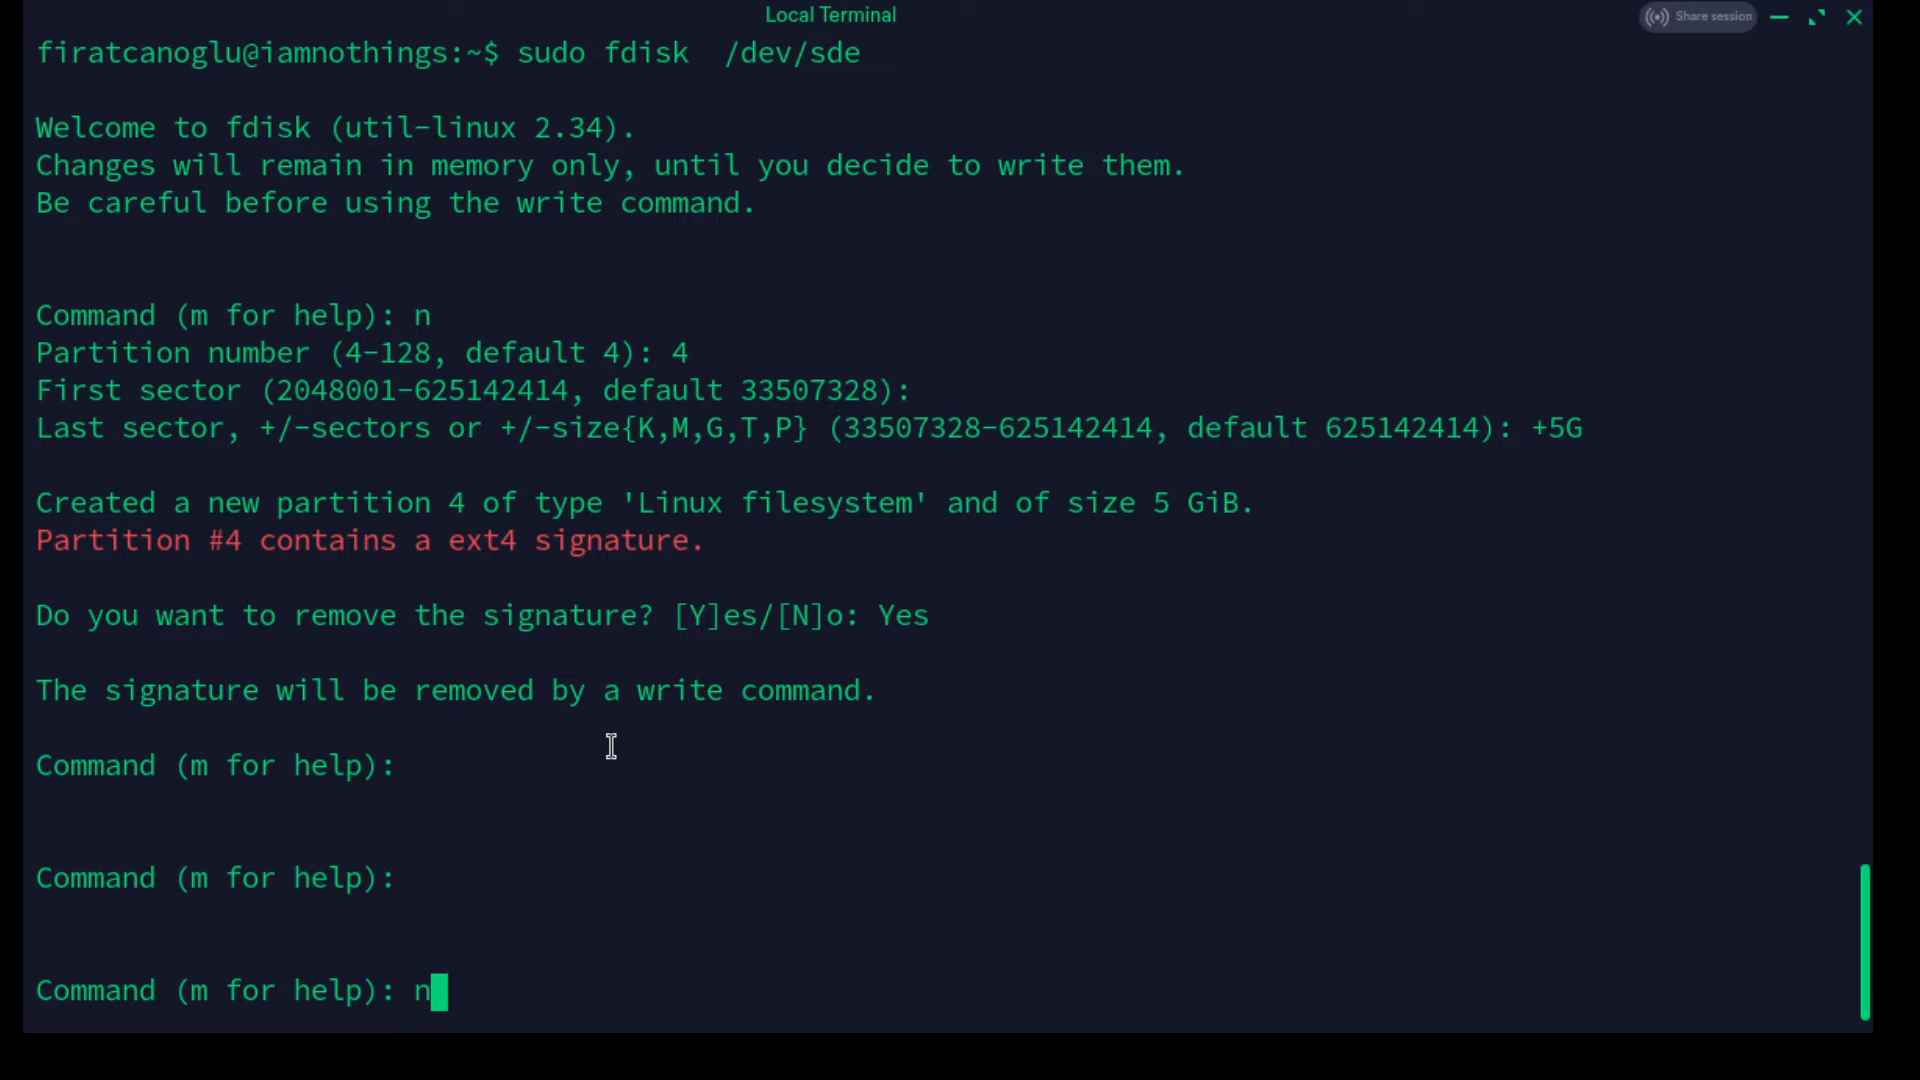 Local Terminal
Share session
firatcanoglu@iamnothings:~$ sudo fdisk  /dev/sde
Welcome to fdisk (util-linux 2.34).
Changes will remain in memory only, until you decide to write them.
Be careful before using the write command.
Command (m for help): n
Partition number (4-128, default 4): 4
First sector (2048001-625142414, default 33507328):
Last sector, +/-sectors or +/-size{K,M,G,T,P} (33507328-625142414, default 625142414): +5G
Created a new partition 4 of type 'Linux filesystem' and of size 5 GiB.
Partition #4 contains a ext4 signature.
Do you want to remove the signature? [Y]es/[N]o: Yes
The signature will be removed by a write command.
Command (m for help):
Command (m for help):
Command (m for help): n